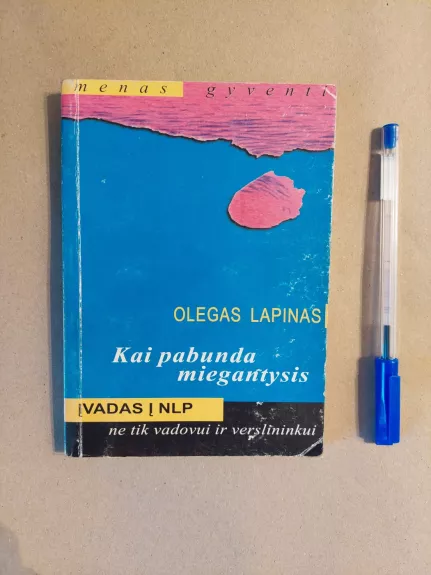 menas gyventi
OLEGAS LAPINAS
Kai pabunda
miegantysis
ĮVADAS Į NLP
ne tik vadovui ir verslininkui